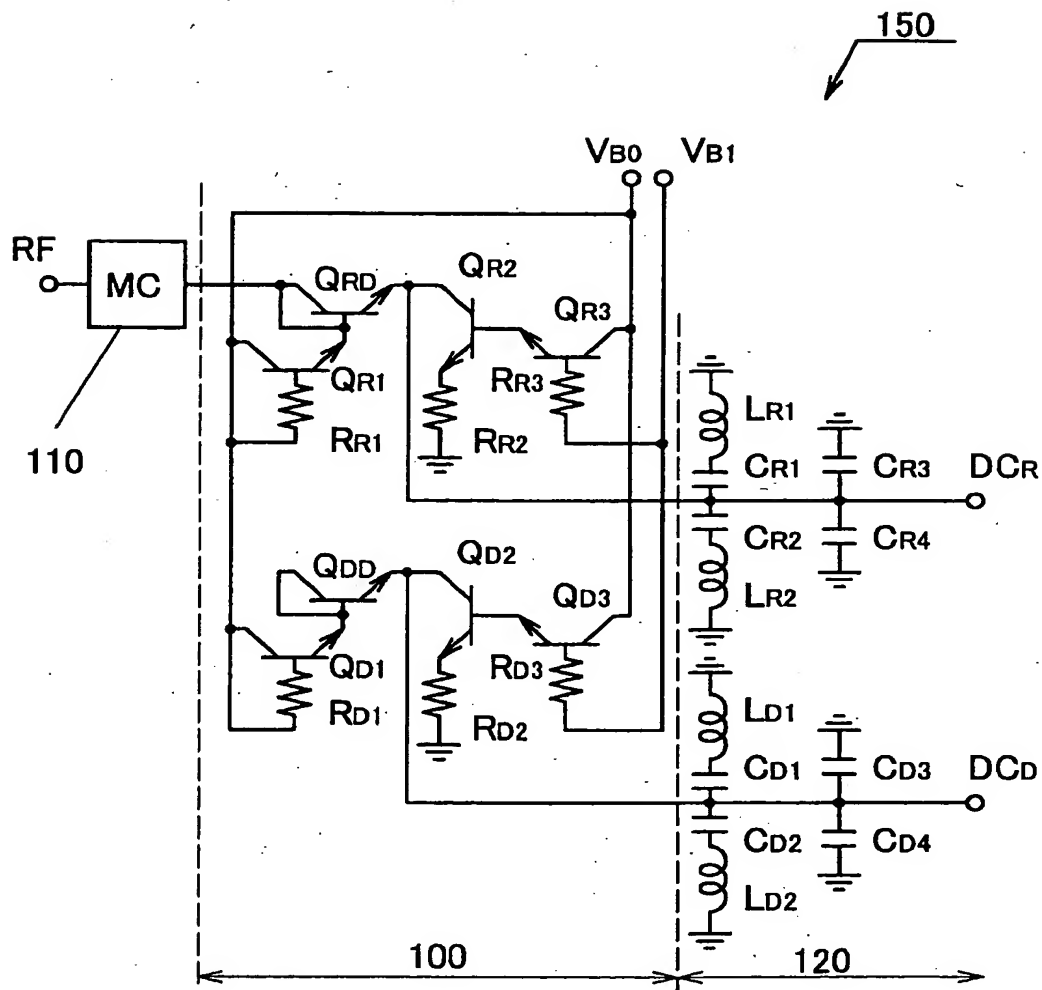 150
VB0 VB1
RF
MC
110
QRD
QR2
QR3
QR1
RR3
RR1
RR2
LR1
CR1
CR3
DCR
CR2
CR4
LR2
QDD
QD2
QD3
QD1
RD3
RD1
RD2
LD1
CD1
CD3
DCD
CD2
CD4
LD2
100
120